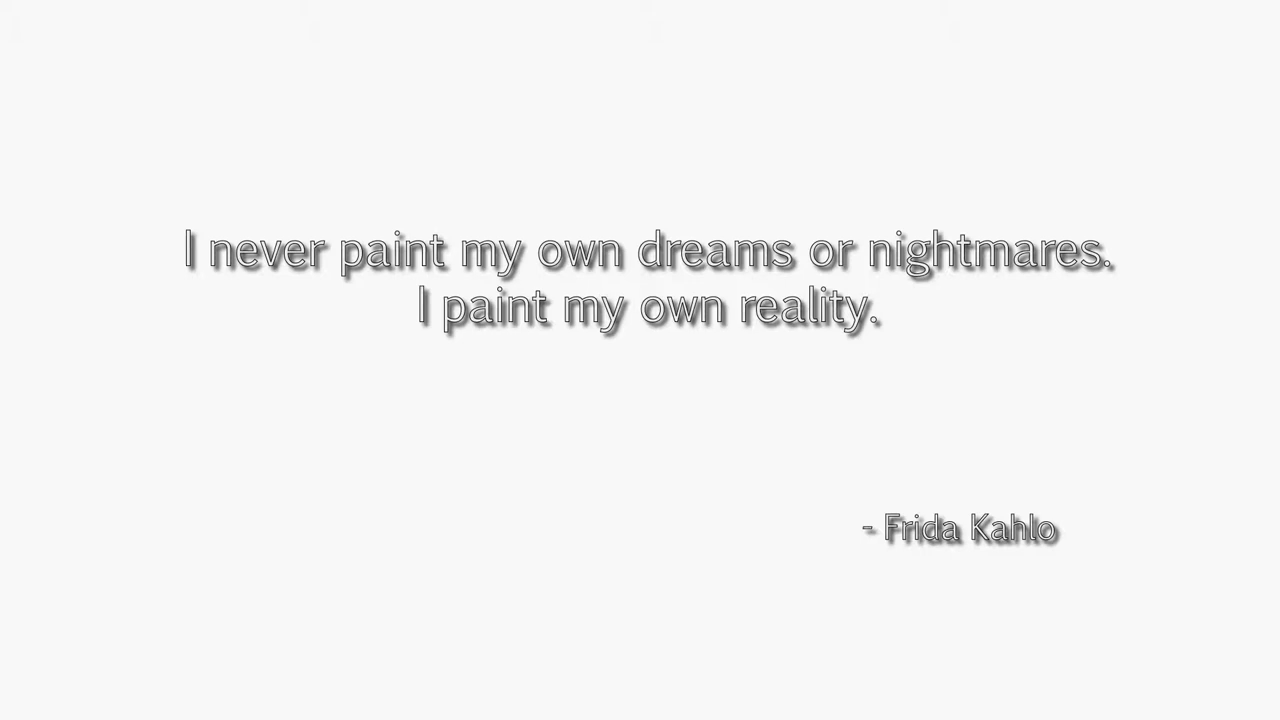 I never paint my own dreams or nightmares.
I paint my own reality.
- Frida Kahlo